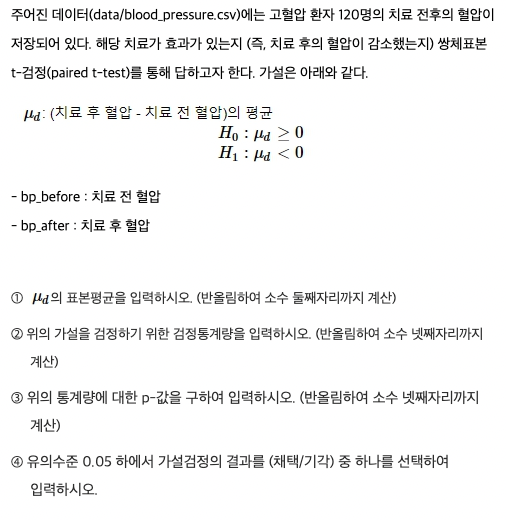 주어진 데이터(data/blood_pressure.csv)에는 고혈압 환자 120명의 치료 전후의 혈압이
저장되어 있다. 해당 치료가 효과가 있는지 (즉, 치료 후의 혈압이 감소했는지) 쌍체표본
t-검정(paired t-test)를 통해 답하고자 한다. 가설은 아래와 같다.
μd: (치료 후 혈압 - 치료 전 혈압)의 평균
H0 : μd ≥ 0
H1 : μd < 0
- bp_before : 치료 전 혈압
- bp_after : 치료 후 혈압
① μd의 표본평균을 입력하시오. (반올림하여 소수 둘째자리까지 계산)
② 위의 가설을 검정하기 위한 검정통계량을 입력하시오. (반올림하여 소수 넷째자리까지
계산)
③ 위의 통계량에 대한 p-값을 구하여 입력하시오. (반올림하여 소수 넷째자리까지
계산)
④ 유의수준 0.05 하에서 가설검정의 결과를 (채택/기각) 중 하나를 선택하여
입력하시오.